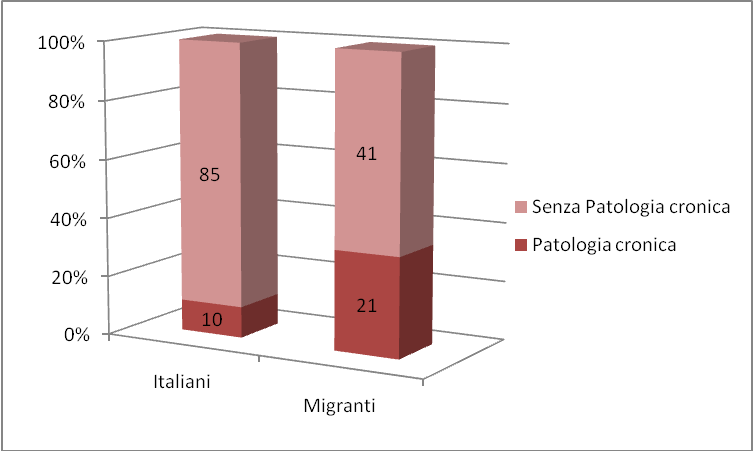 100%
80%
60%
40%
20%
0%
85
10
41
21
Italiani
Migranti
Senza Patologia cronica
Patologia cronica